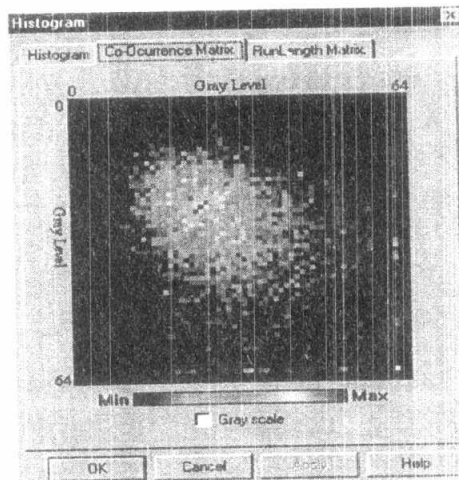 Histogram
Histogram Co-Ocurrence Matrix RunLength Matrix
0 Gray Level 64
0
Gray Level
64
Min Max
Gray scale
OK Cancel Apply Help